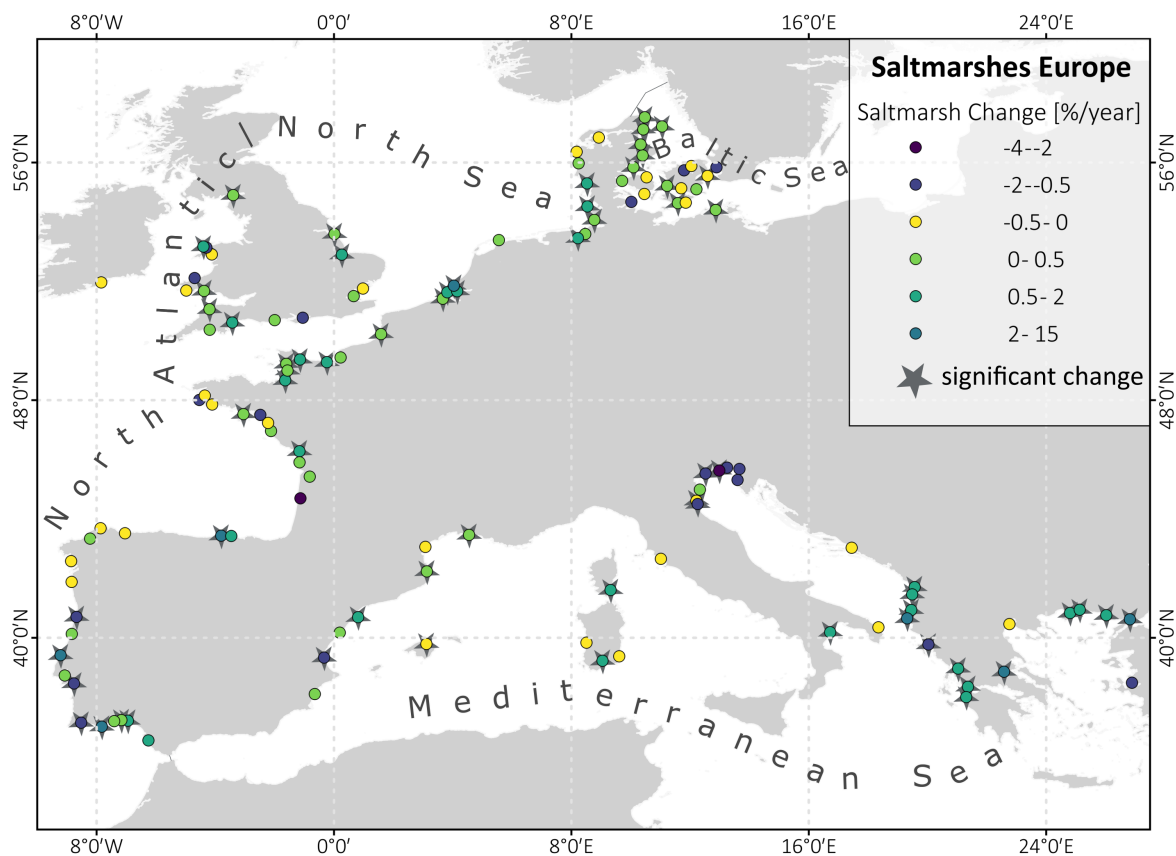 8°0'W 0°0' 8°0'E 16°0'E 24°0'E
Saltmarshes Europe
Saltmarsh Change [%/year]
-4--2
-2--0.5
-0.5- 0
0- 0.5
0.5- 2
2- 15
significant change
North Atlantic/North Sea
Baltic Sea
Mediterranean Sea
56°0'N 56°0'N
48°0'N 48°0'N
40°0'N 40°0'N
8°0'W 0°0' 8°0'E 16°0'E 24°0'E